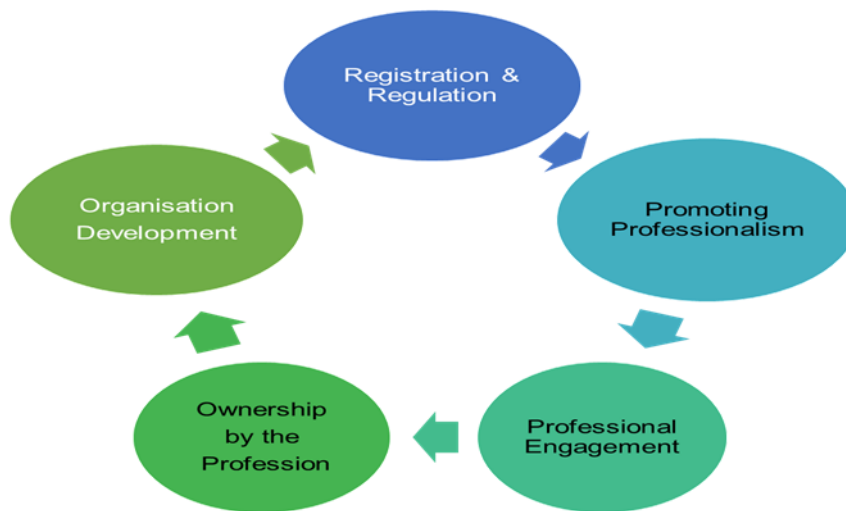 Registration &
Regulation
Promoting
Professionalism
Professional
Engagement
Ownership
by the
Profession
Organisation
Development